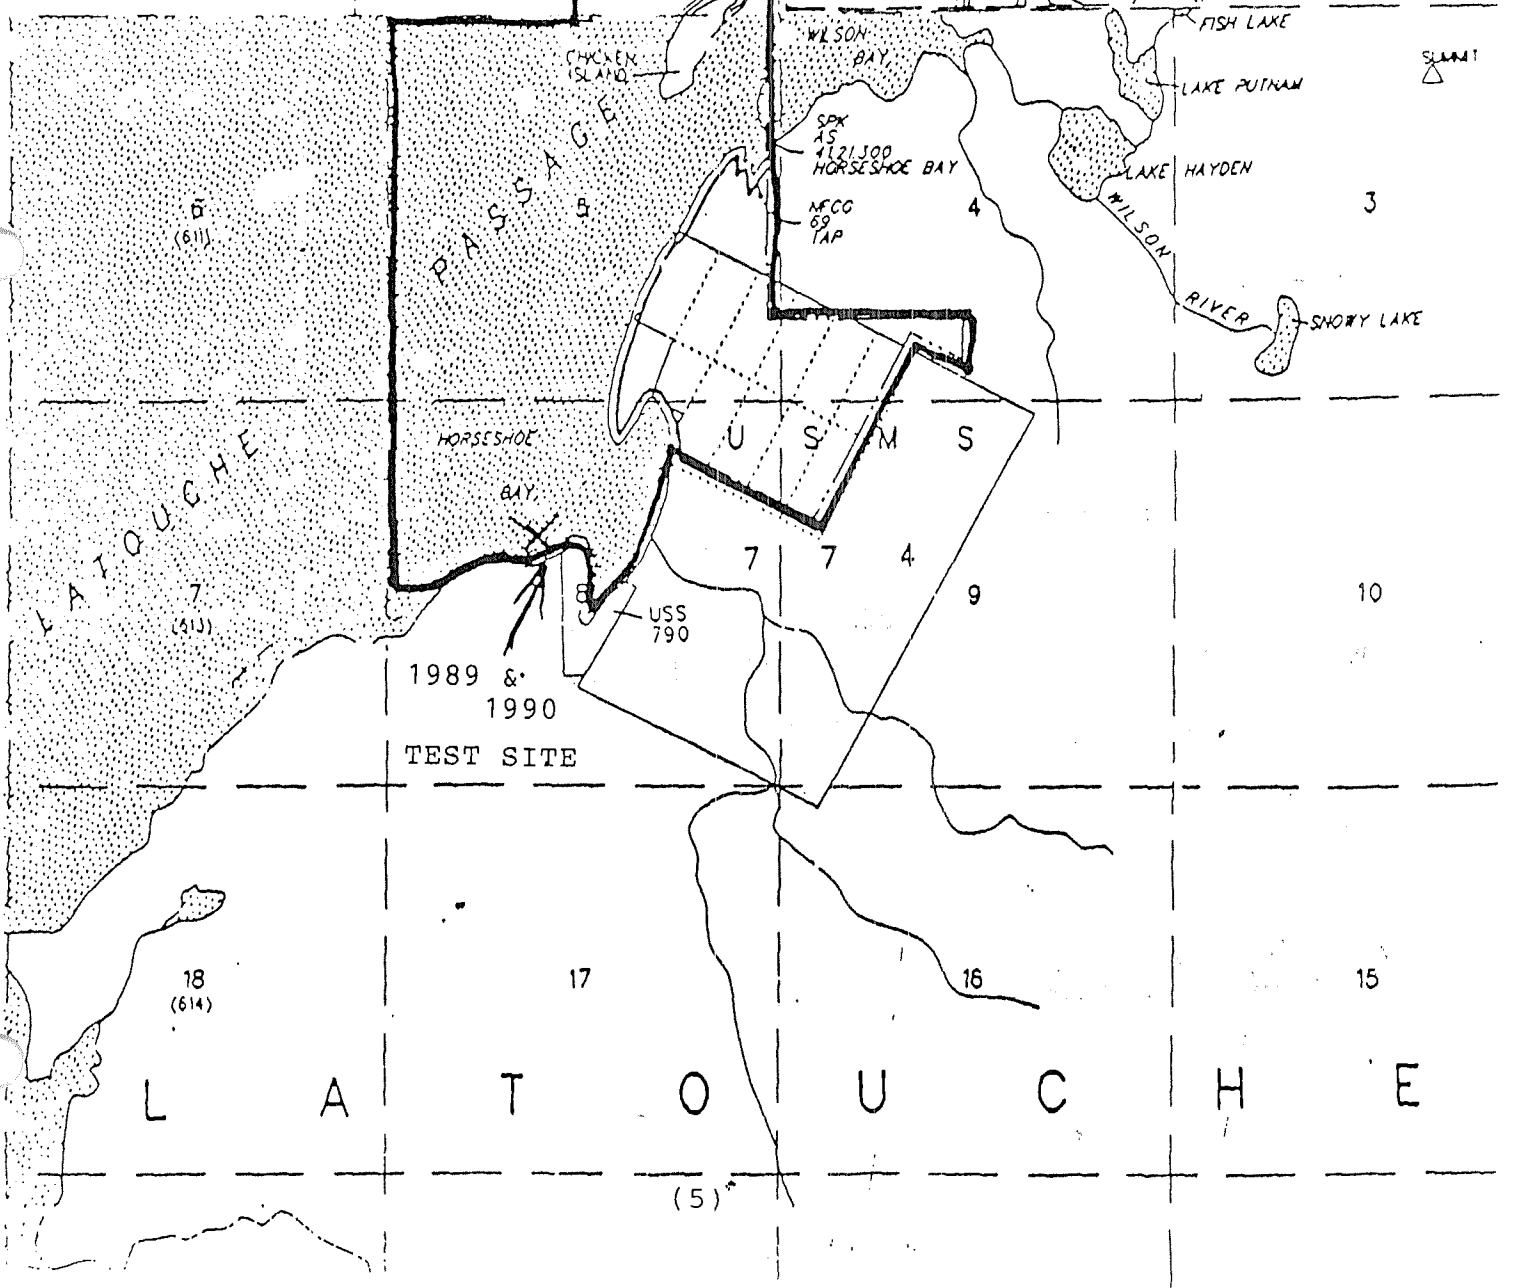 FISH LAKE
WILSON
BAY
CHICKEN
ISLAND
SUMMIT
LAKE PUTNAM
SPK
AS
4121300
HORSESHOE BAY
LAKE HAYDEN
PASSAGE
6
(611)
5
4
3
69
TAP
WILSON
RIVER
SNOWY LAKE
HORSESHOE
BAY
U S M S
7 7 4
LATOUCHE
7
(613)
8
9
10
USS
790
1989 &
1990
TEST SITE
18
(614)
17
16
15
L A T O U C H E
(5)